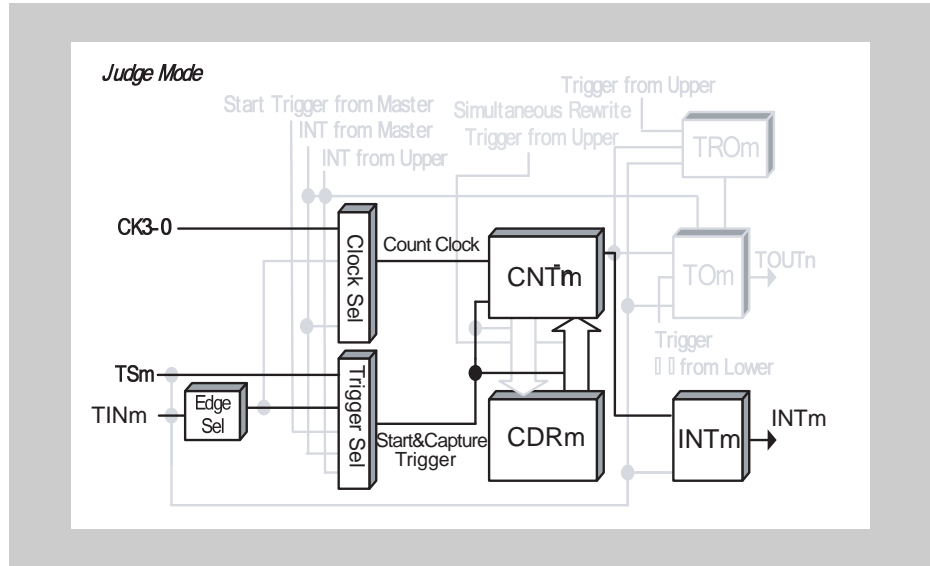 Judge Mode
Trigger from Upper
Start Trigger from Master
Simultaneous Rewrite
INT from Master
Trigger from Upper
INT from Upper
TROm
CK3-0
Clock Sel
Count Clock
CNTm
TOm
TOUTn
Trigger
from Lower
TSm
TINm
Edge
Sel
Trigger Sel
Start&Capture
Trigger
CDRm
INTm
INTm